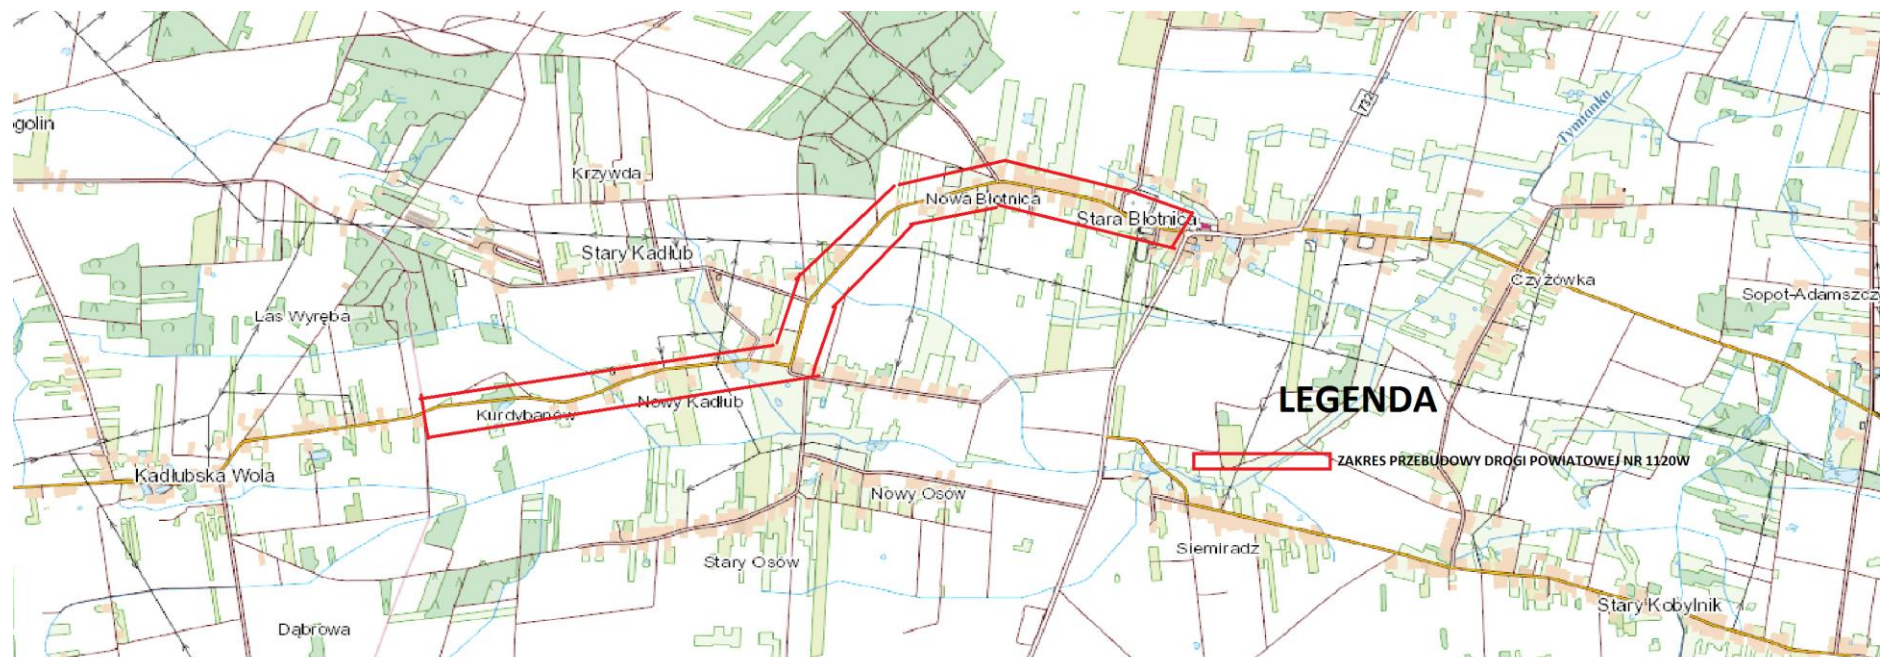 732
Tymianka
golin
Krzywda
Nowa Błotnica
Stara Błotnica
Stary Kadłub
Czyżówka
Sopot-Adamszcz
Las Wyręba
LEGENDA
Kurdybanów
Nowy Kadłub
ZAKRES PRZEBUDOWY DROGI POWIATOWEJ NR 1120W
Kadłubska Wola
Nowy Osów
Siemiradz
Stary Osów
Stary Kobylnik
Dąbrowa